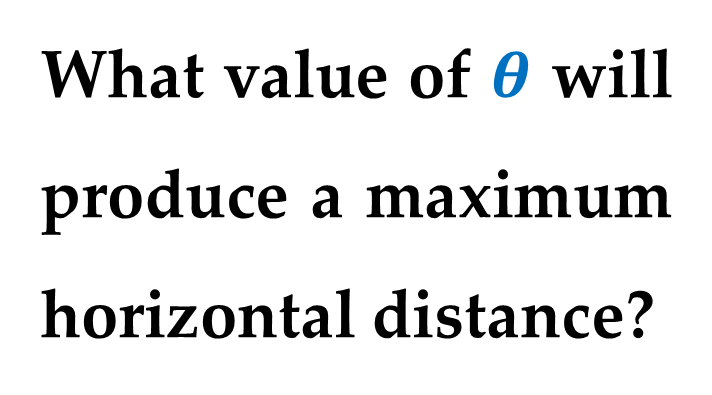 What value of θ will
produce a maximum
horizontal distance?